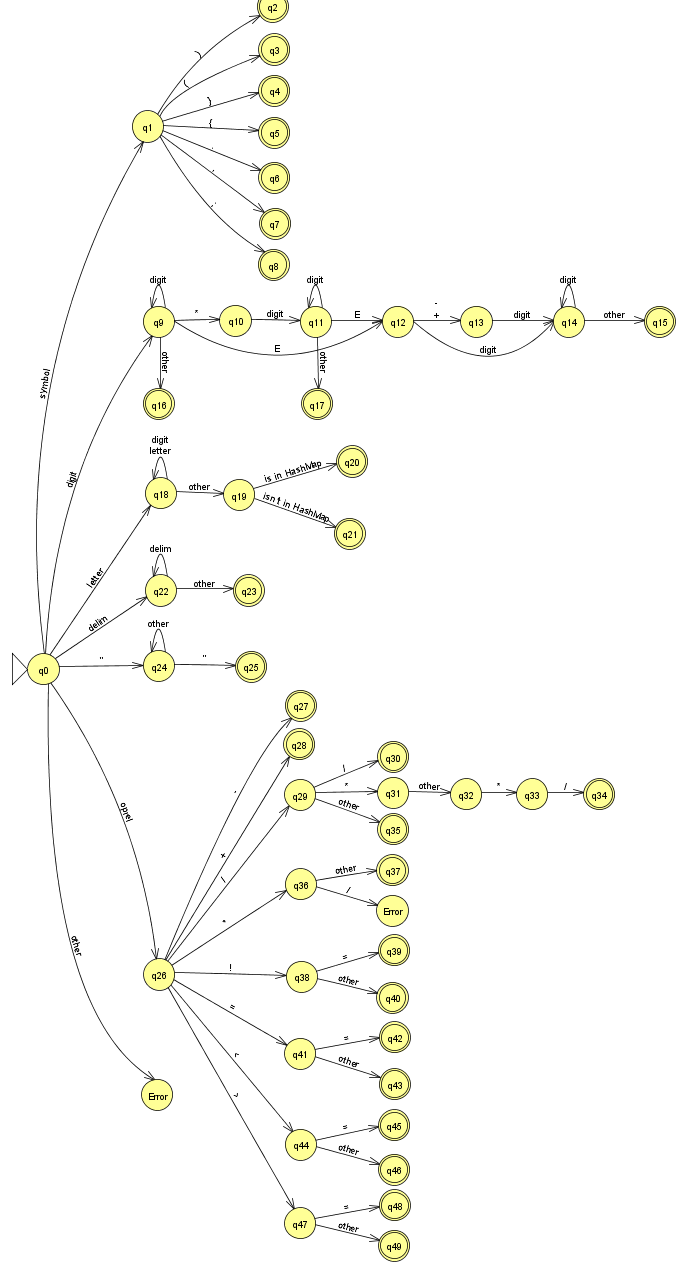 q2
)
q3
(
q4
}
q1
q5
{
q6
q7
q8
symbol
digit
digit
digit
q9
*
q10
digit
q11
E
q12
-
+
q13
digit
q14
other
q15
E
digit
other
other
q16
q17
digit
digit
letter
q18
other
q19
is in HashMap
q20
isn't in HashMap
q21
letter
delim
q22
other
q23
delim
other
q0
"
q24
"
q25
q27
q28
oprel
-
+
/
q29
/
q30
*
q31
other
q32
*
q33
/
q34
other
q35
*
q36
other
q37
/
Error
other
q26
!
q38
=
q39
other
q40
=
q41
=
q42
other
q43
<
q44
=
q45
other
q46
>
q47
=
q48
other
q49
Error